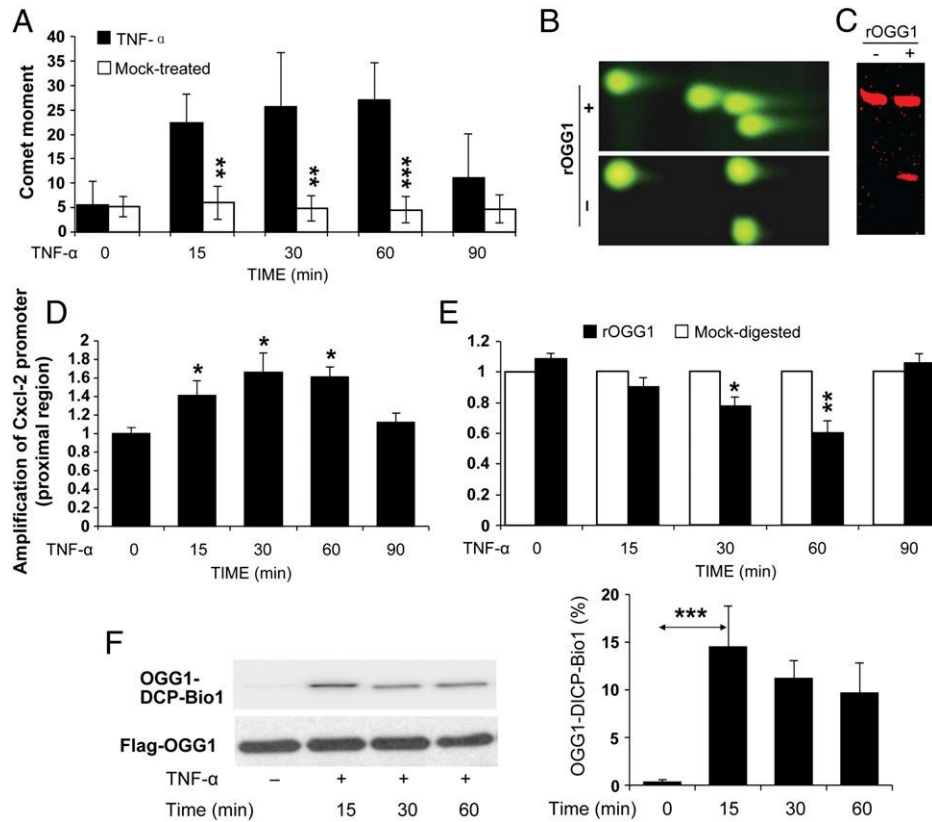 A
TNF- α
Mock-treated
Comet moment
40
35
30
25
20
15
10
5
0
**
**
***
TNF-α 0 15 30 60 90
TIME (min)
B
rOGG1
+
–
C
rOGG1
- +
D
Amplification of Cxcl-2 promoter
(proximal region)
2
1.8
1.6
1.4
1.2
1.2
1
0.8
0.6
0.4
0.2
0
*
*
*
TNF-α 0 15 30 60 90
TIME (min)
E
rOGG1 Mock-digested
1.2
1
0.8
0.6
0.4
0.2
0
*
**
TNF-α 0 15 30 60 90
TIME (min)
F
OGG1-
DCP-Bio1
Flag-OGG1
TNF-α – + + +
Time (min) 15 30 60
OGG1-DICP-Bio1 (%)
20
15
10
5
0
***
Time (min) 0 15 30 60